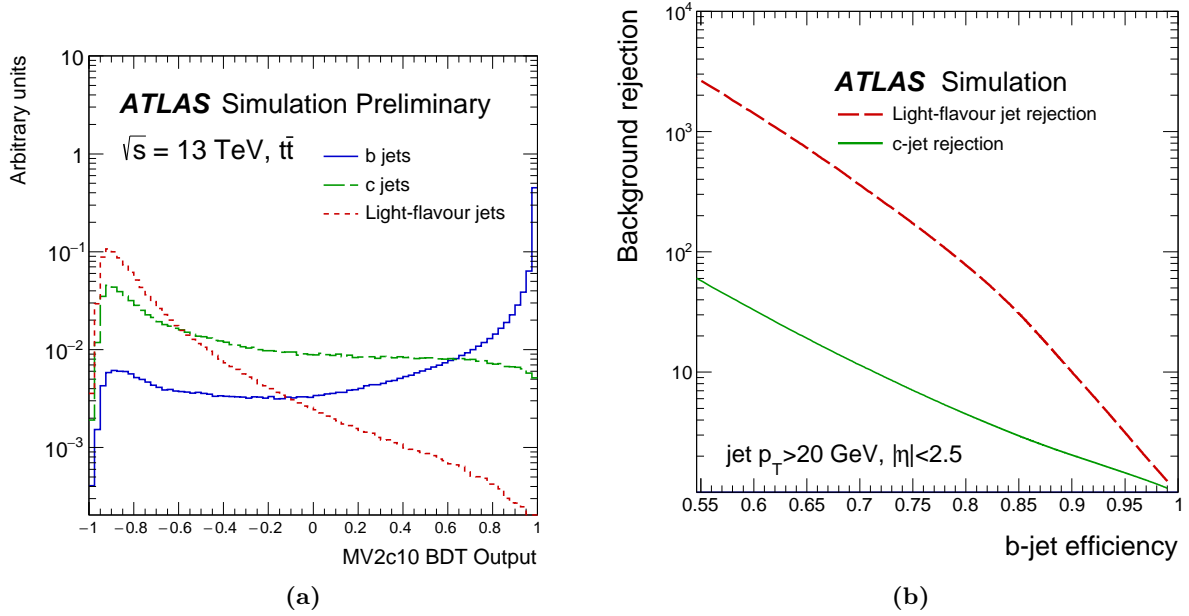 Arbitrary units
10
1
10⁻¹
10⁻²
10⁻³
ATLAS Simulation Preliminary
√s = 13 TeV, tt̄
b jets
c jets
Light-flavour jets
−1 −0.8 −0.6 −0.4 −0.2 0 0.2 0.4 0.6 0.8 1
MV2c10 BDT Output
(a)
Background rejection
10⁴
10³
10²
10
ATLAS Simulation
Light-flavour jet rejection
c-jet rejection
jet p_T>20 GeV, |η|<2.5
0.55 0.6 0.65 0.7 0.75 0.8 0.85 0.9 0.95 1
b-jet efficiency
(b)